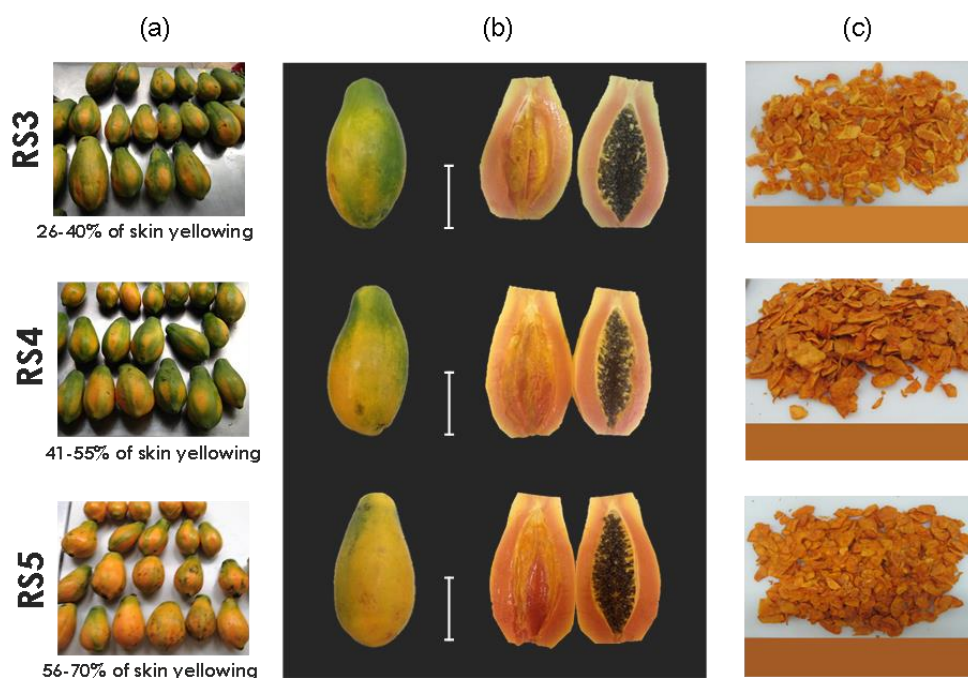 (a)
(b)
(c)
RS3
26-40% of skin yellowing
RS4
41-55% of skin yellowing
RS5
56-70% of skin yellowing